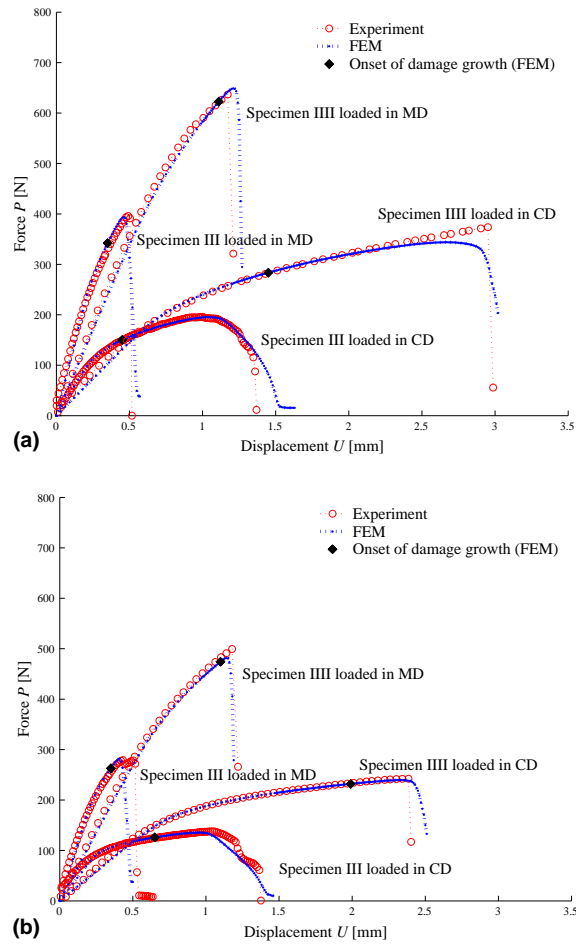 Experiment
FEM
Onset of damage growth (FEM)
800
700
600
500
400
300
200
100
0
Force P [N]
Specimen IIII loaded in MD
Specimen IIII loaded in CD
Specimen III loaded in MD
Specimen III loaded in CD
0 0.5 1 1.5 2 2.5 3 3.5
Displacement U [mm]
(a)
Experiment
FEM
Onset of damage growth (FEM)
800
700
600
500
400
300
200
100
0
Force P [N]
Specimen IIII loaded in MD
Specimen IIII loaded in CD
Specimen III loaded in MD
Specimen III loaded in CD
0 0.5 1 1.5 2 2.5 3 3.5
Displacement U [mm]
(b)